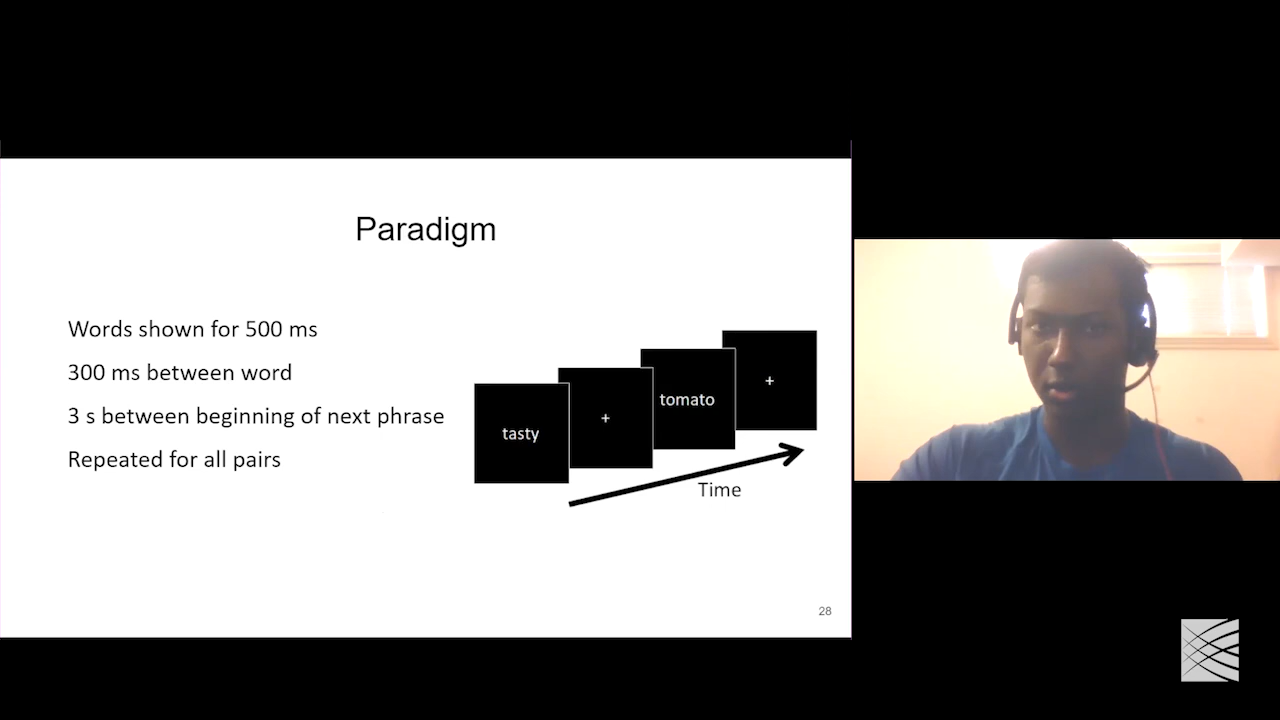 Paradigm
Words shown for 500 ms
300 ms between word
3 s between beginning of next phrase
Repeated for all pairs
tasty
+
tomato
+
Time
28